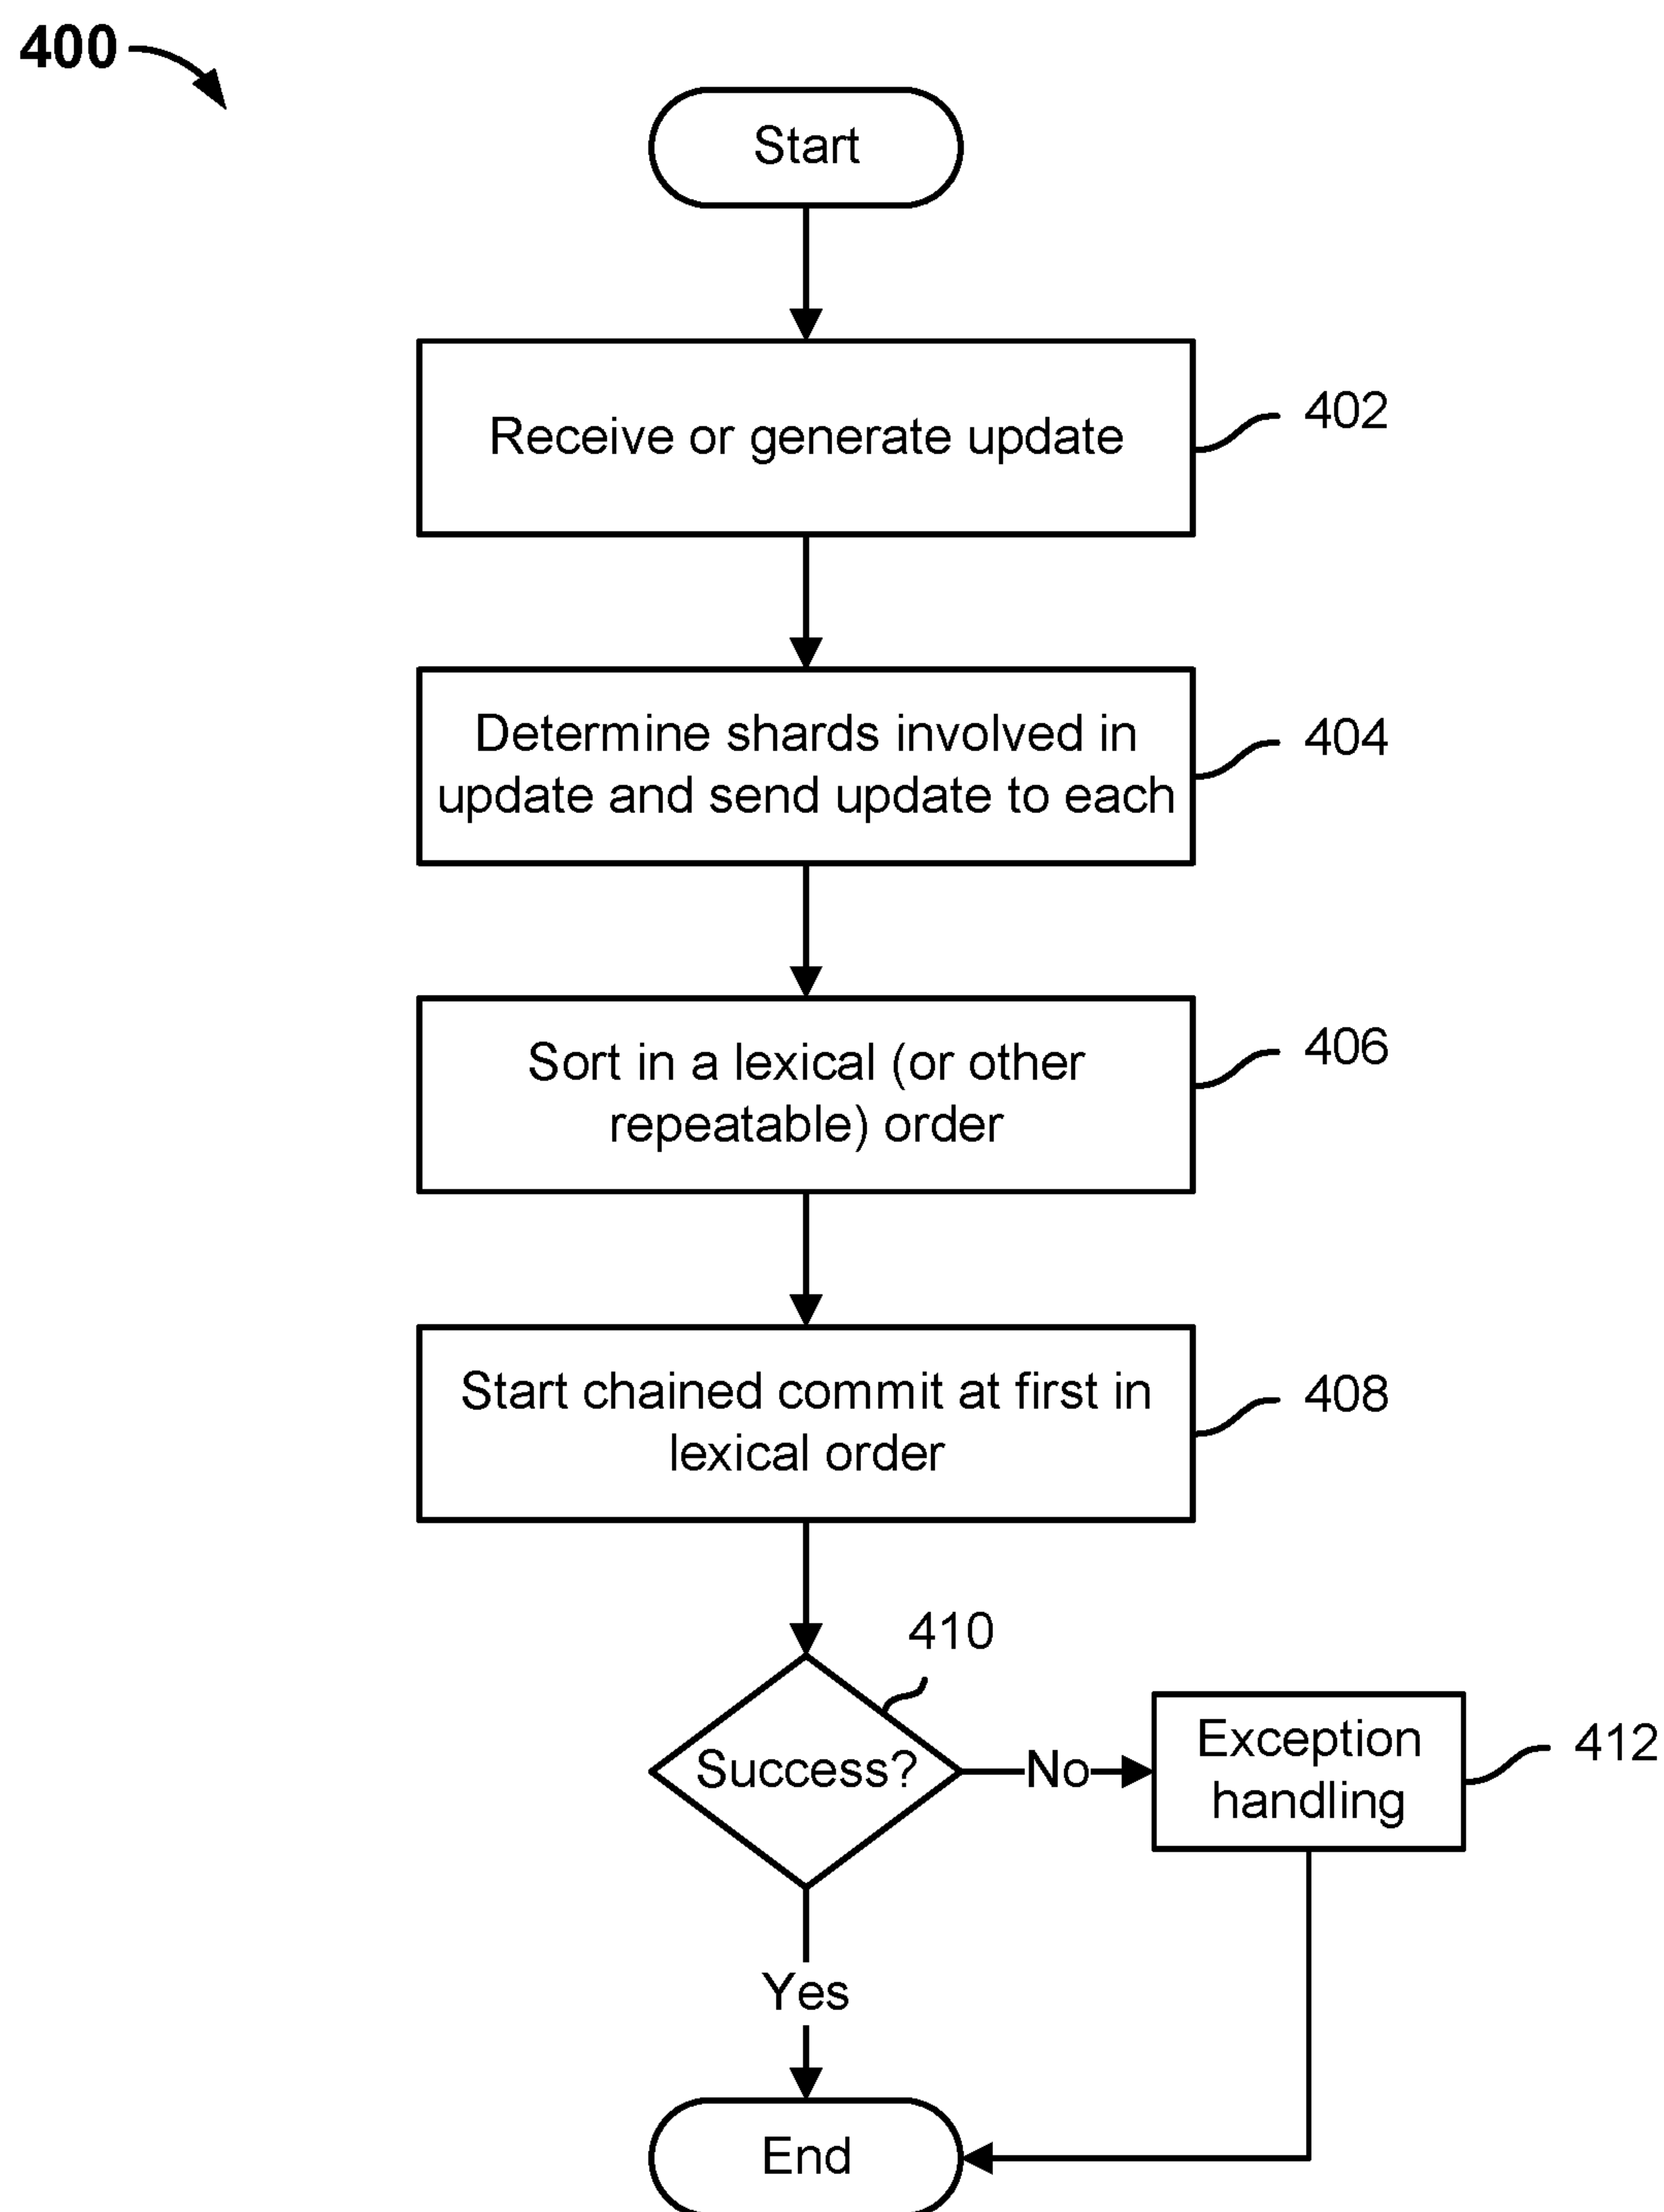 400
Start
Receive or generate update
402
Determine shards involved in
update and send update to each
404
Sort in a lexical (or other
repeatable) order
406
Start chained commit at first in
lexical order
408
410
Success?
No
Exception
handling
412
Yes
End